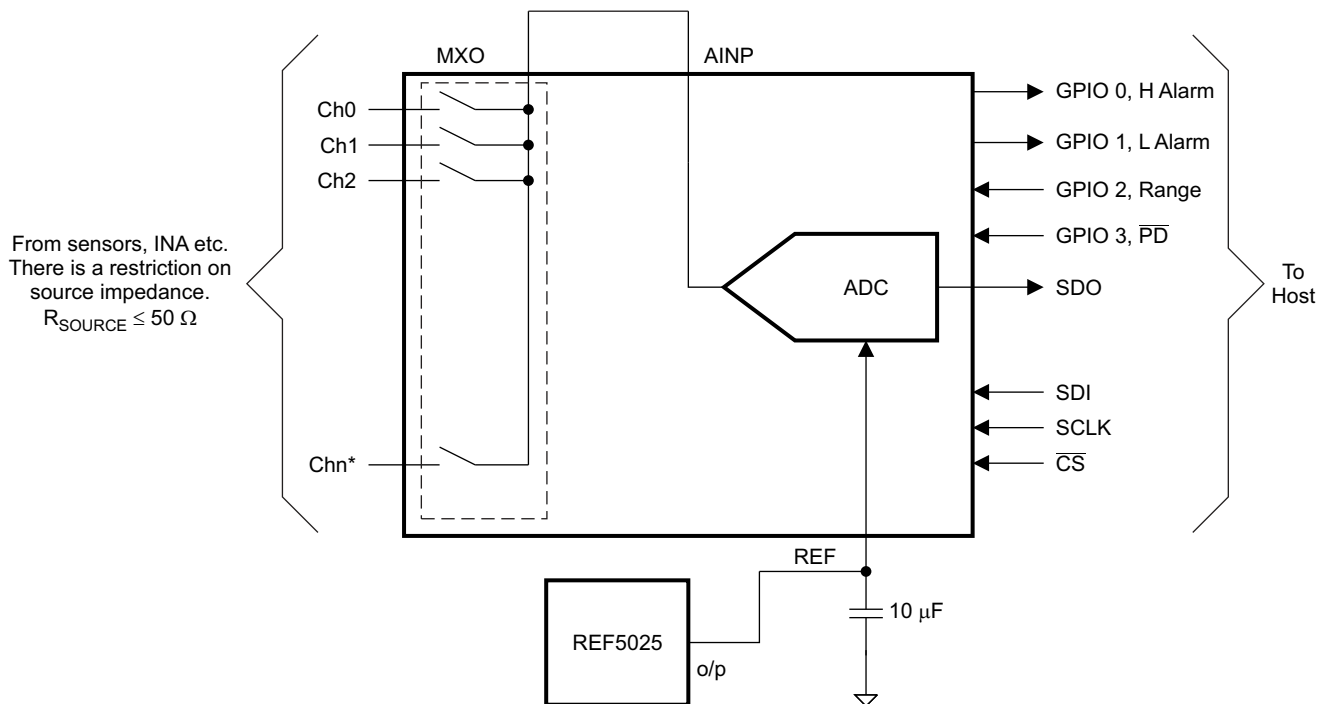 MXO
AINP
Ch0
Ch1
Ch2
Chn*
From sensors, INA etc.
There is a restriction on
source impedance.
R_SOURCE ≤ 50 Ω
ADC
GPIO 0, H Alarm
GPIO 1, L Alarm
GPIO 2, Range
GPIO 3, P̅D̅
SDO
SDI
SCLK
C̅S̅
To
Host
REF
10 μF
REF5025
o/p